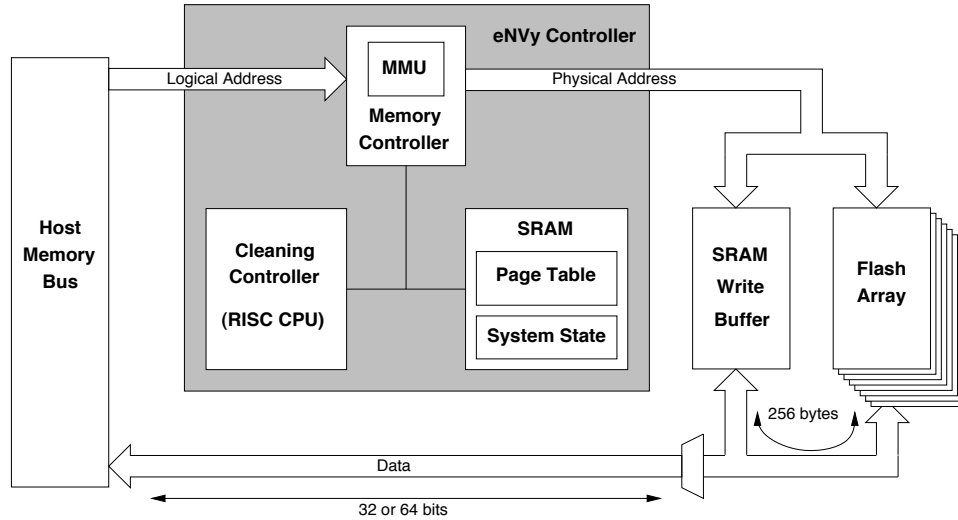 eNVy Controller
MMU
Memory
Controller
Logical Address
Physical Address
Host
Memory
Bus
Cleaning
Controller
(RISC CPU)
SRAM
Page Table
System State
SRAM
Write
Buffer
Flash
Array
256 bytes
Data
32 or 64 bits